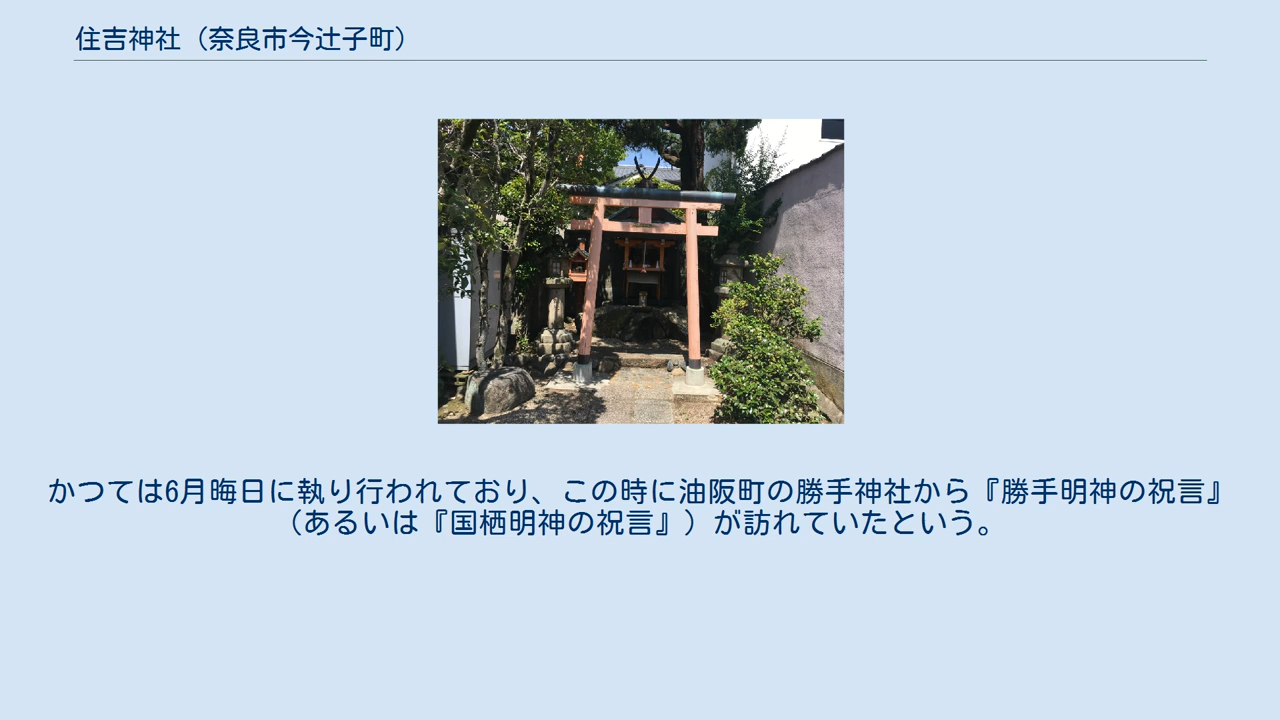 住吉神社（奈良市今辻子町）
かつては6月晦日に執り行われており、この時に油阪町の勝手神社から『勝手明神の祝言』
（あるいは『国栖明神の祝言』）が訪れていたという。